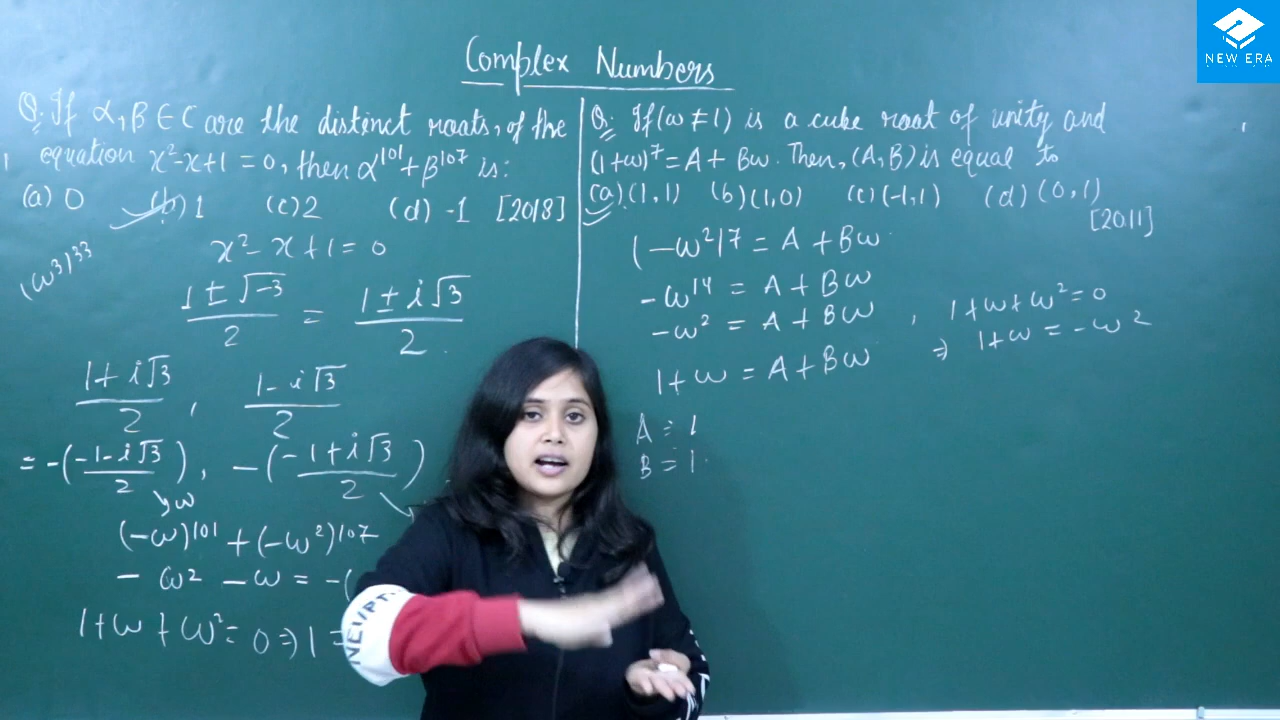 NEW ERA
Complex Numbers
Q. If α, β ∈ C are the distinct roots, of the
equation x²-x+1 = 0, then α¹⁰¹+β¹⁰⁷ is:
(a) 0 (b) 1 (c) 2 (d) -1 [2018]
(ω³)³³
x²-x+1 = 0
1 ± √-3 / 2 = 1 ± i√3 / 2
1+i√3 / 2 , 1-i√3 / 2
= -(-1-i√3 / 2), -(-1+i√3 / 2)
ω
(-ω)¹⁰¹ + (-ω²)¹⁰⁷
- ω² - ω = -(
1+ω+ω² = 0 ⇒ 1 =
Q. If (ω ≠ 1) is a cube root of unity and
(1+ω)⁷ = A + Bω. Then, (A, B) is equal to
(a) (1, 1) (b) (1, 0) (c) (-1, 1) (d) (0, 1)
[2011]
(-ω²)⁷ = A + Bω
-ω¹⁴ = A + Bω
-ω² = A + Bω , 1+ω+ω² = 0
1+ω = A + Bω ⇒ 1+ω = -ω²
A = 1
B = 1